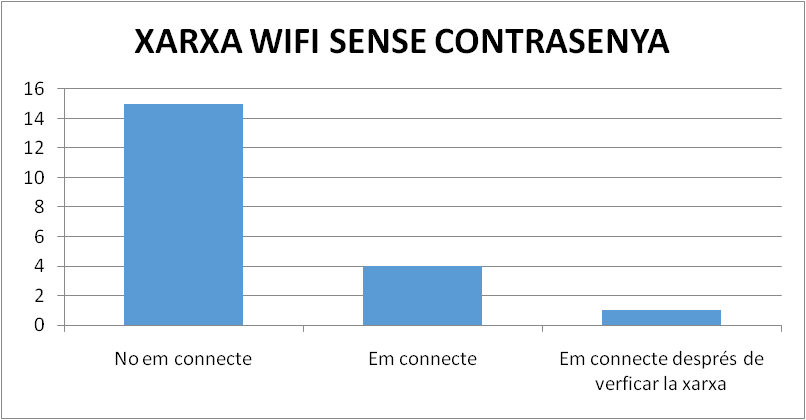 XARXA WIFI SENSE CONTRASENYA
16
14
12
10
8
6
4
2
0
No em connecte
Em connecte
Em connecte després de
verficar la xarxa